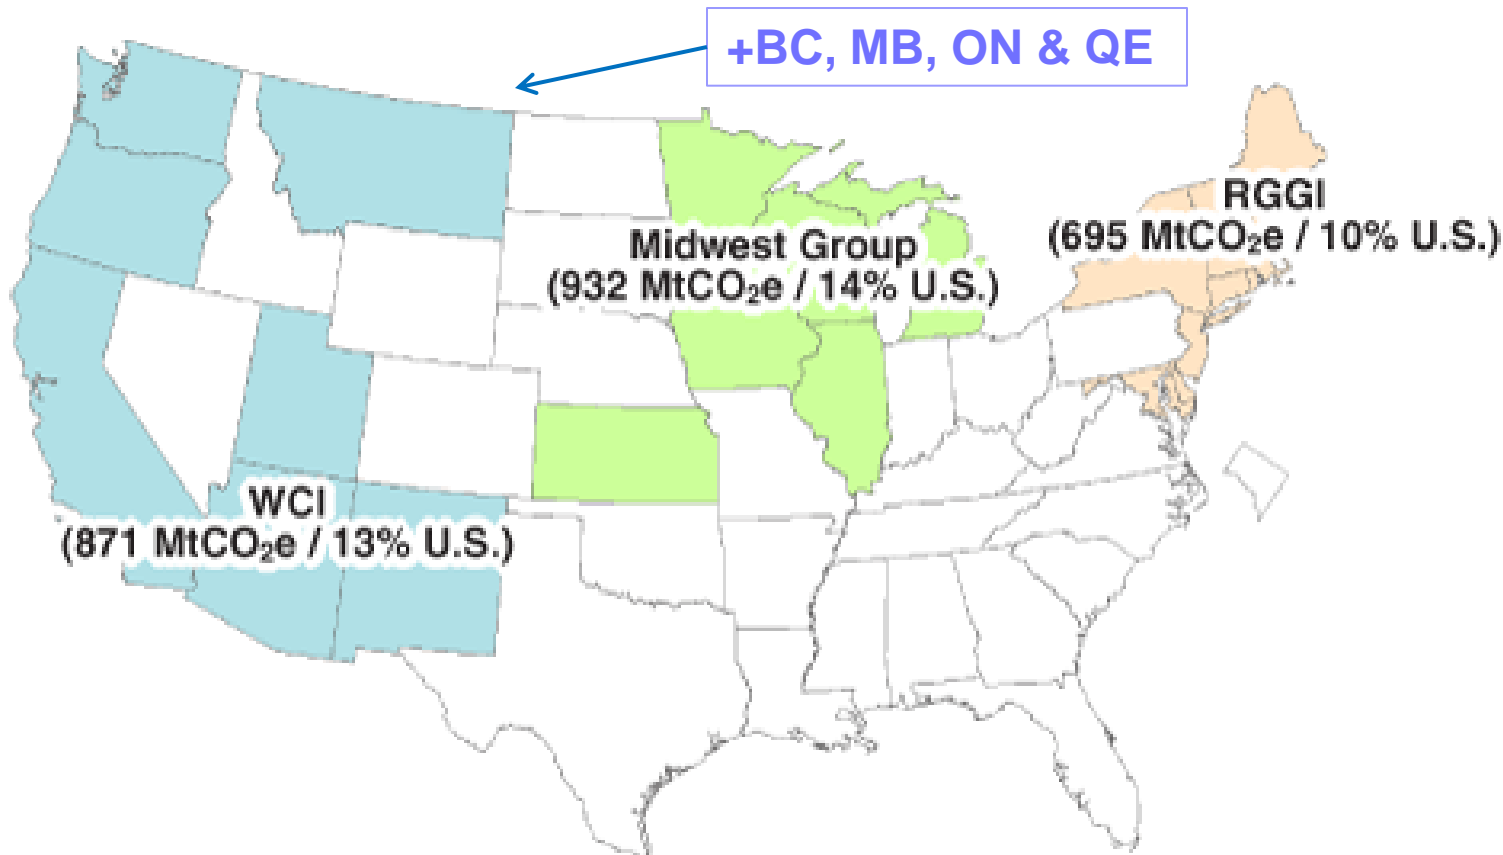 +BC, MB, ON & QE
RGGI
(695 MtCO₂e / 10% U.S.)
Midwest Group
(932 MtCO₂e / 14% U.S.)
WCI
(871 MtCO₂e / 13% U.S.)